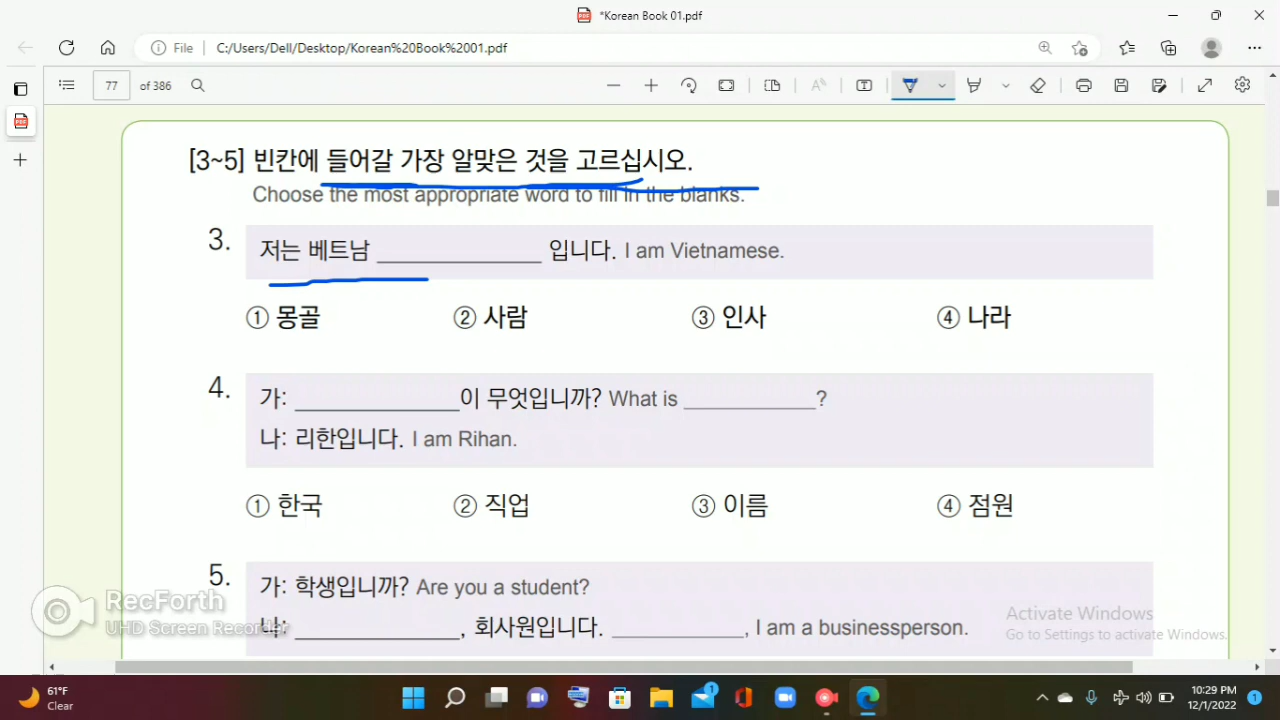 *Korean Book 01.pdf
File | C:/Users/Dell/Desktop/Korean%20Book%2001.pdf
77 of 386
[3~5] 빈칸에 들어갈 가장 알맞은 것을 고르십시오.
Choose the most appropriate word to fill in the blanks.
3. 저는 베트남 ______________ 입니다. I am Vietnamese.
① 몽골 ② 사람 ③ 인사 ④ 나라
4. 가: ______________이 무엇입니까? What is ____________?
나: 리한입니다. I am Rihan.
① 한국 ② 직업 ③ 이름 ④ 점원
5. 가: 학생입니까? Are you a student?
나: ______________, 회사원입니다. ____________, I am a businessperson.
RecForth
UHD Screen Recorder
Activate Windows
Go to Settings to activate Windows.
61°F
Clear
1
10:29 PM
12/1/2022
1